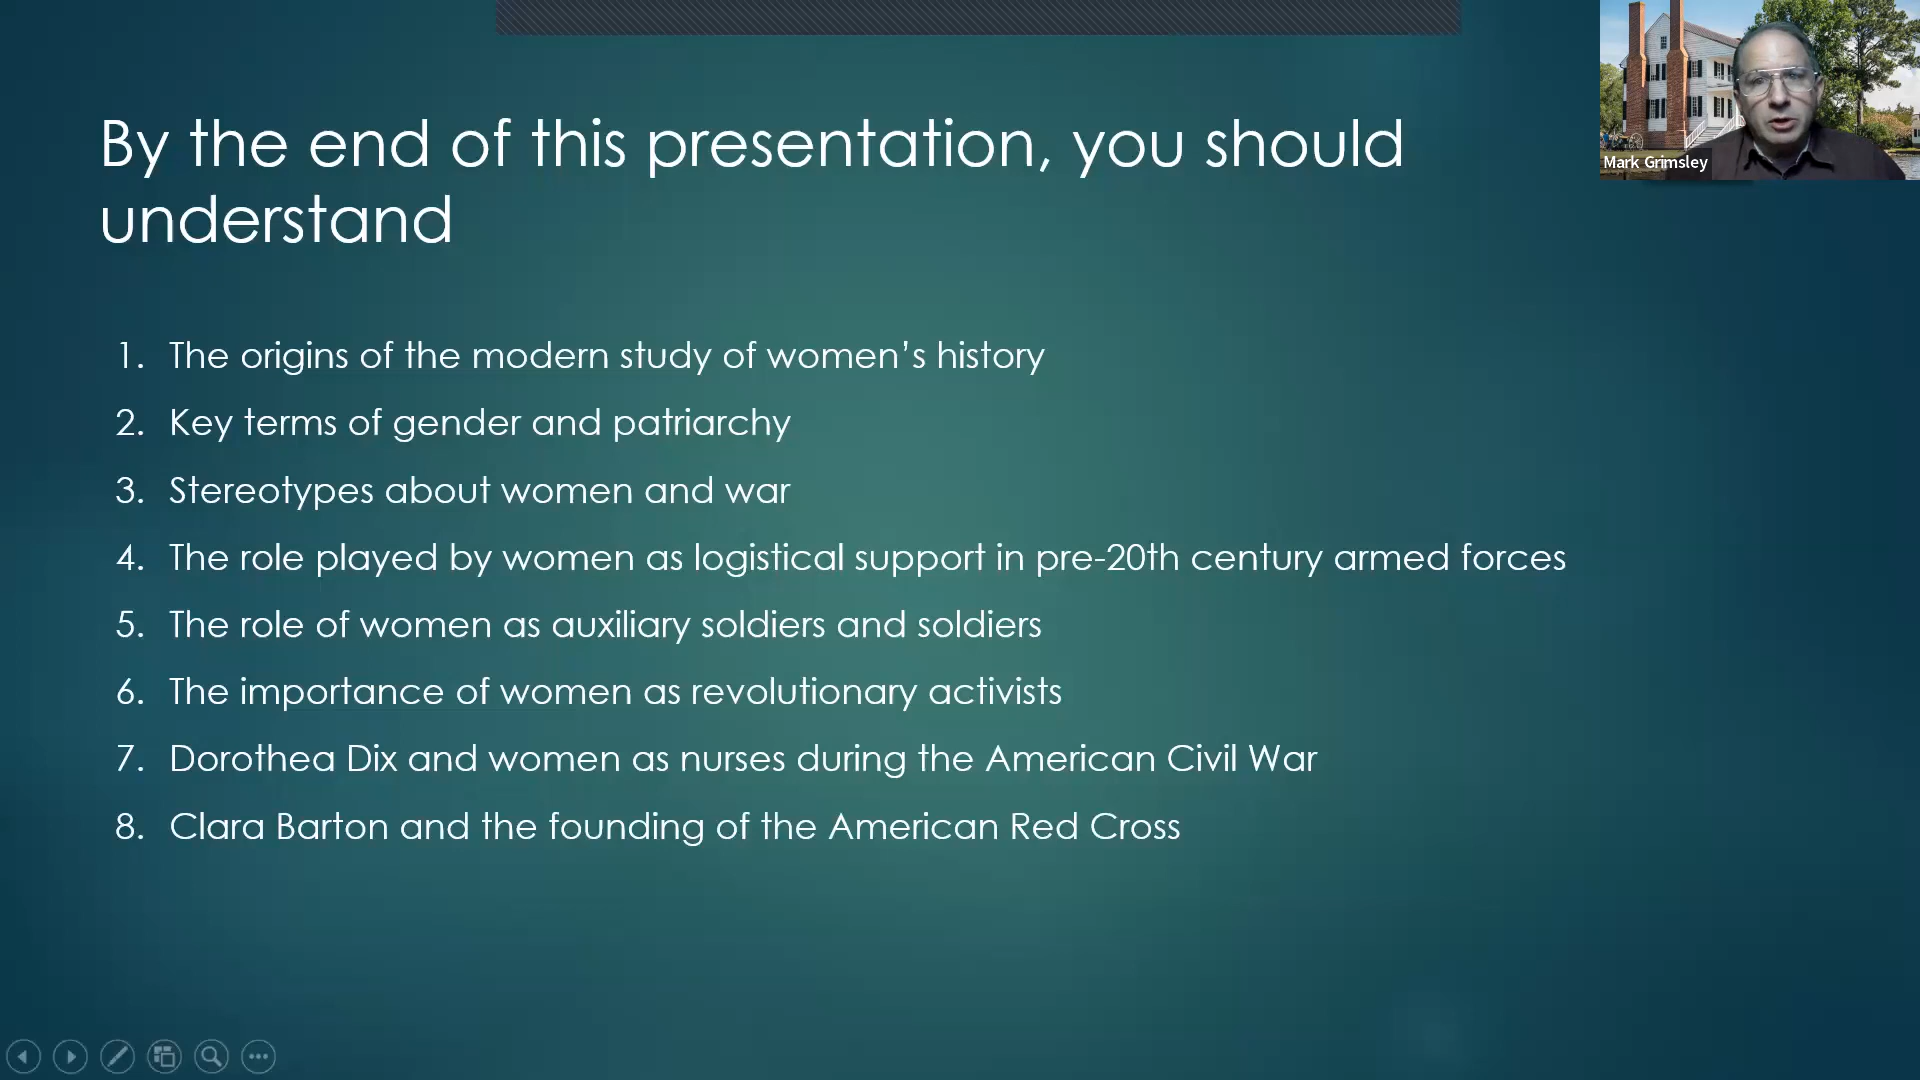 By the end of this presentation, you should
understand
1. The origins of the modern study of women’s history
2. Key terms of gender and patriarchy
3. Stereotypes about women and war
4. The role played by women as logistical support in pre-20th century armed forces
5. The role of women as auxiliary soldiers and soldiers
6. The importance of women as revolutionary activists
7. Dorothea Dix and women as nurses during the American Civil War
8. Clara Barton and the founding of the American Red Cross
Mark Grimsley